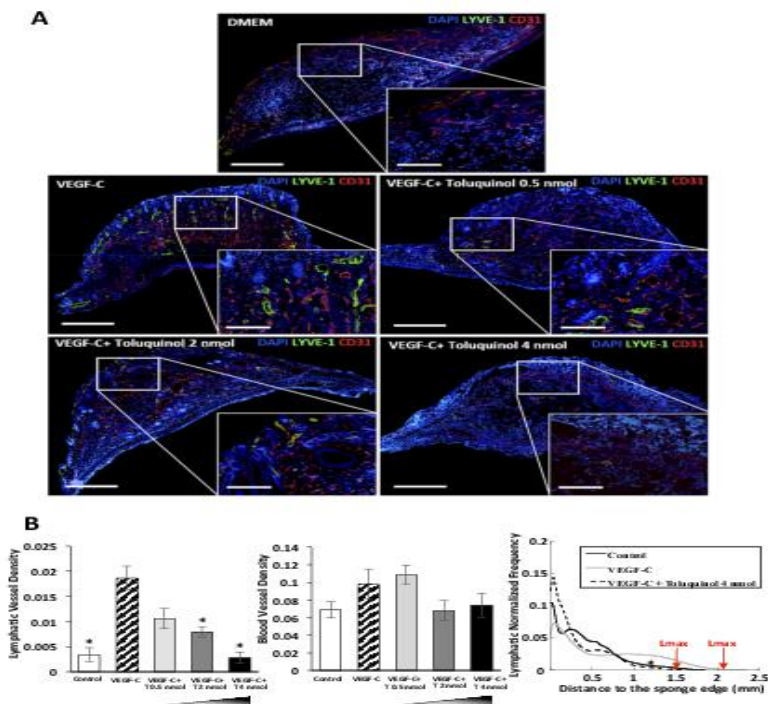 A
DMEM
DAPI LYVE-1 CD31
VEGF-C
DAPI LYVE-1 CD31
VEGF-C+ Toluquinol 0.5 nmol
DAPI LYVE-1 CD31
VEGF-C+ Toluquinol 2 nmol
DAPI LYVE-1 CD31
VEGF-C+ Toluquinol 4 nmol
DAPI LYVE-1 CD31
B
Lymphatic Vessel Density
0.025
0.02
0.015
0.01
0.005
0
*
*
*
Control
VEGF-C
VEGF-C+ T0.5 nmol
VEGF-C+ T2 nmol
VEGF-C+ T4 nmol
Blood Vessel Density
0.14
0.12
0.10
0.08
0.06
0.04
0.02
0.00
Control
VEGF-C
VEGF-C+ T 0.5 nmol
VEGF-C+ T 2 nmol
VEGF-C+ T 4 nmol
Lymphatic Normalized Frequency
0.2
0.15
0.1
0.05
0
Control
VEGF-C
VEGF-C+ Toluquinol 4 nmol
*
Lmax
Lmax
0.5
1.0
1.5
2.0
2.5
Distance to the sponge edge (mm)